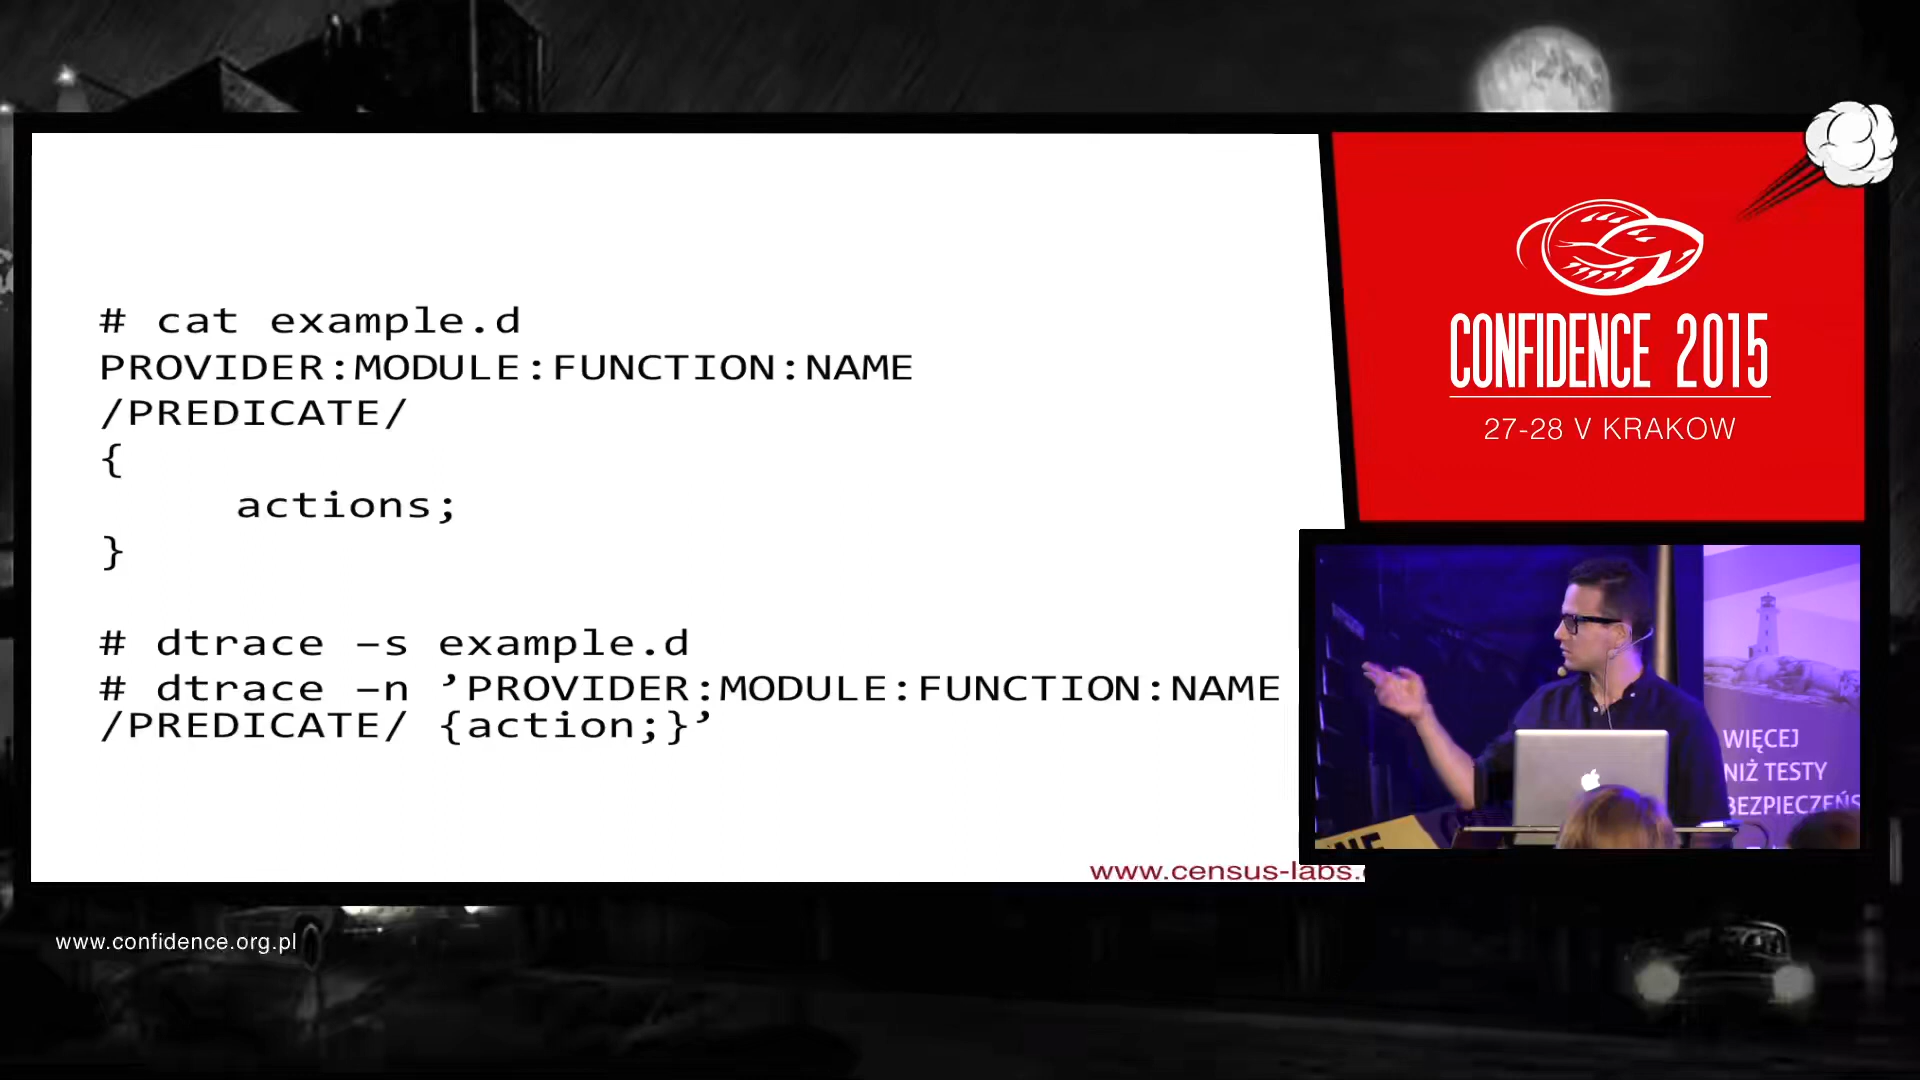 # cat example.d
PROVIDER:MODULE:FUNCTION:NAME
/PREDICATE/
{
actions;
}
# dtrace –s example.d
# dtrace –n ’PROVIDER:MODULE:FUNCTION:NAME
/PREDICATE/ {action;}’
www.census-labs.
CONFIDENCE 2015
27-28 V KRAKOW
WIĘCEJ
NIŻ TESTY
BEZPIECZEŃS
www.confidence.org.pl